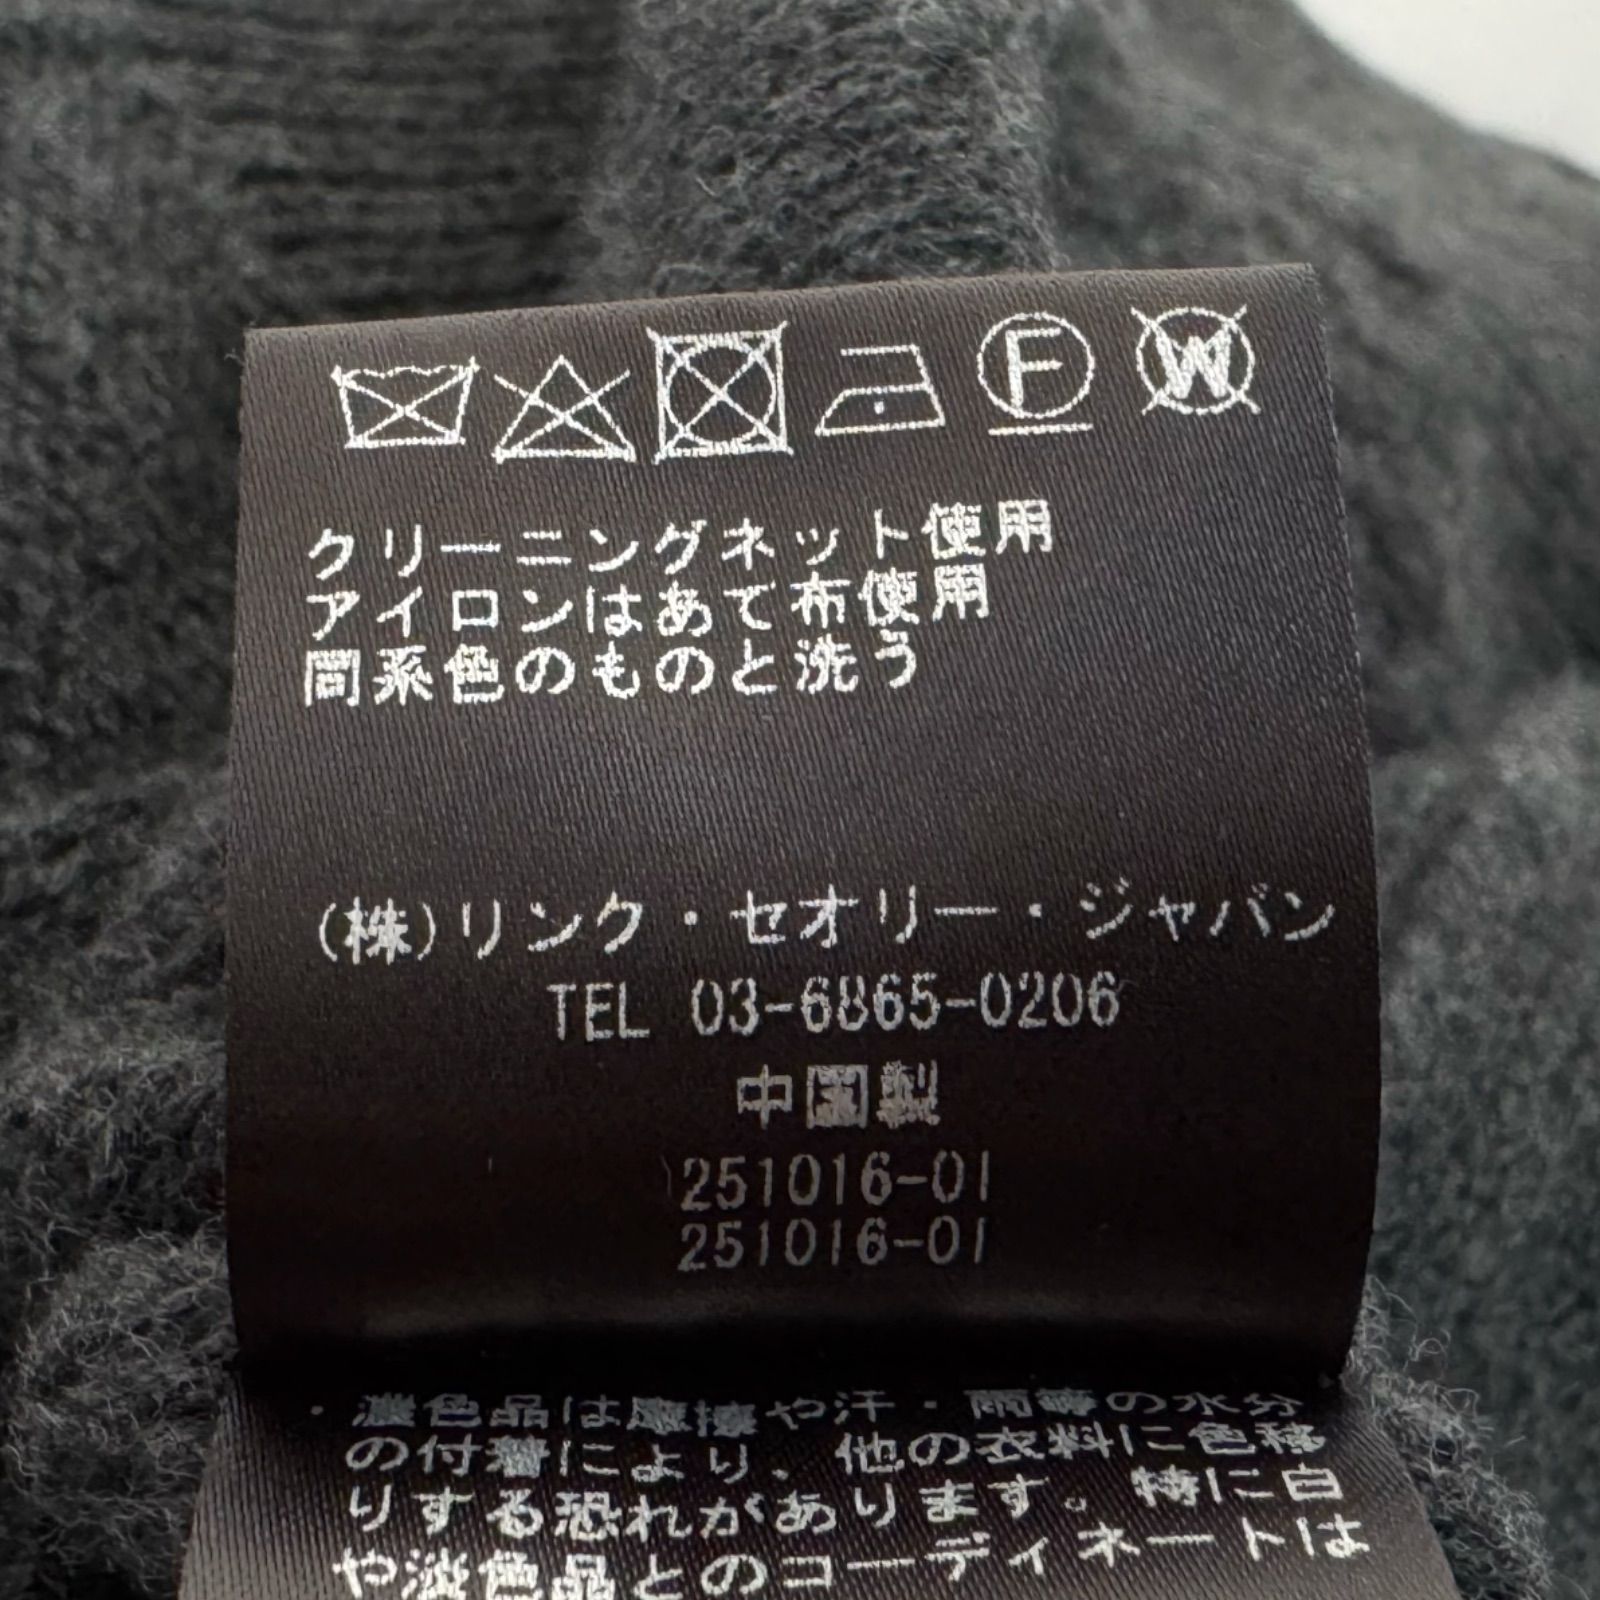 F W
クリーニングネット使用
アイロンはあて布使用
同系色のものと洗う
(株)リンク・セオリー・ジャパン
TEL 03-6865-0206
中国製
251016-01
251016-01
・濃色品は摩擦や汗・雨等の水分
の付着により、他の衣料に色移
りする恐れがあります。特に白
や淡色品とのコーディネートは